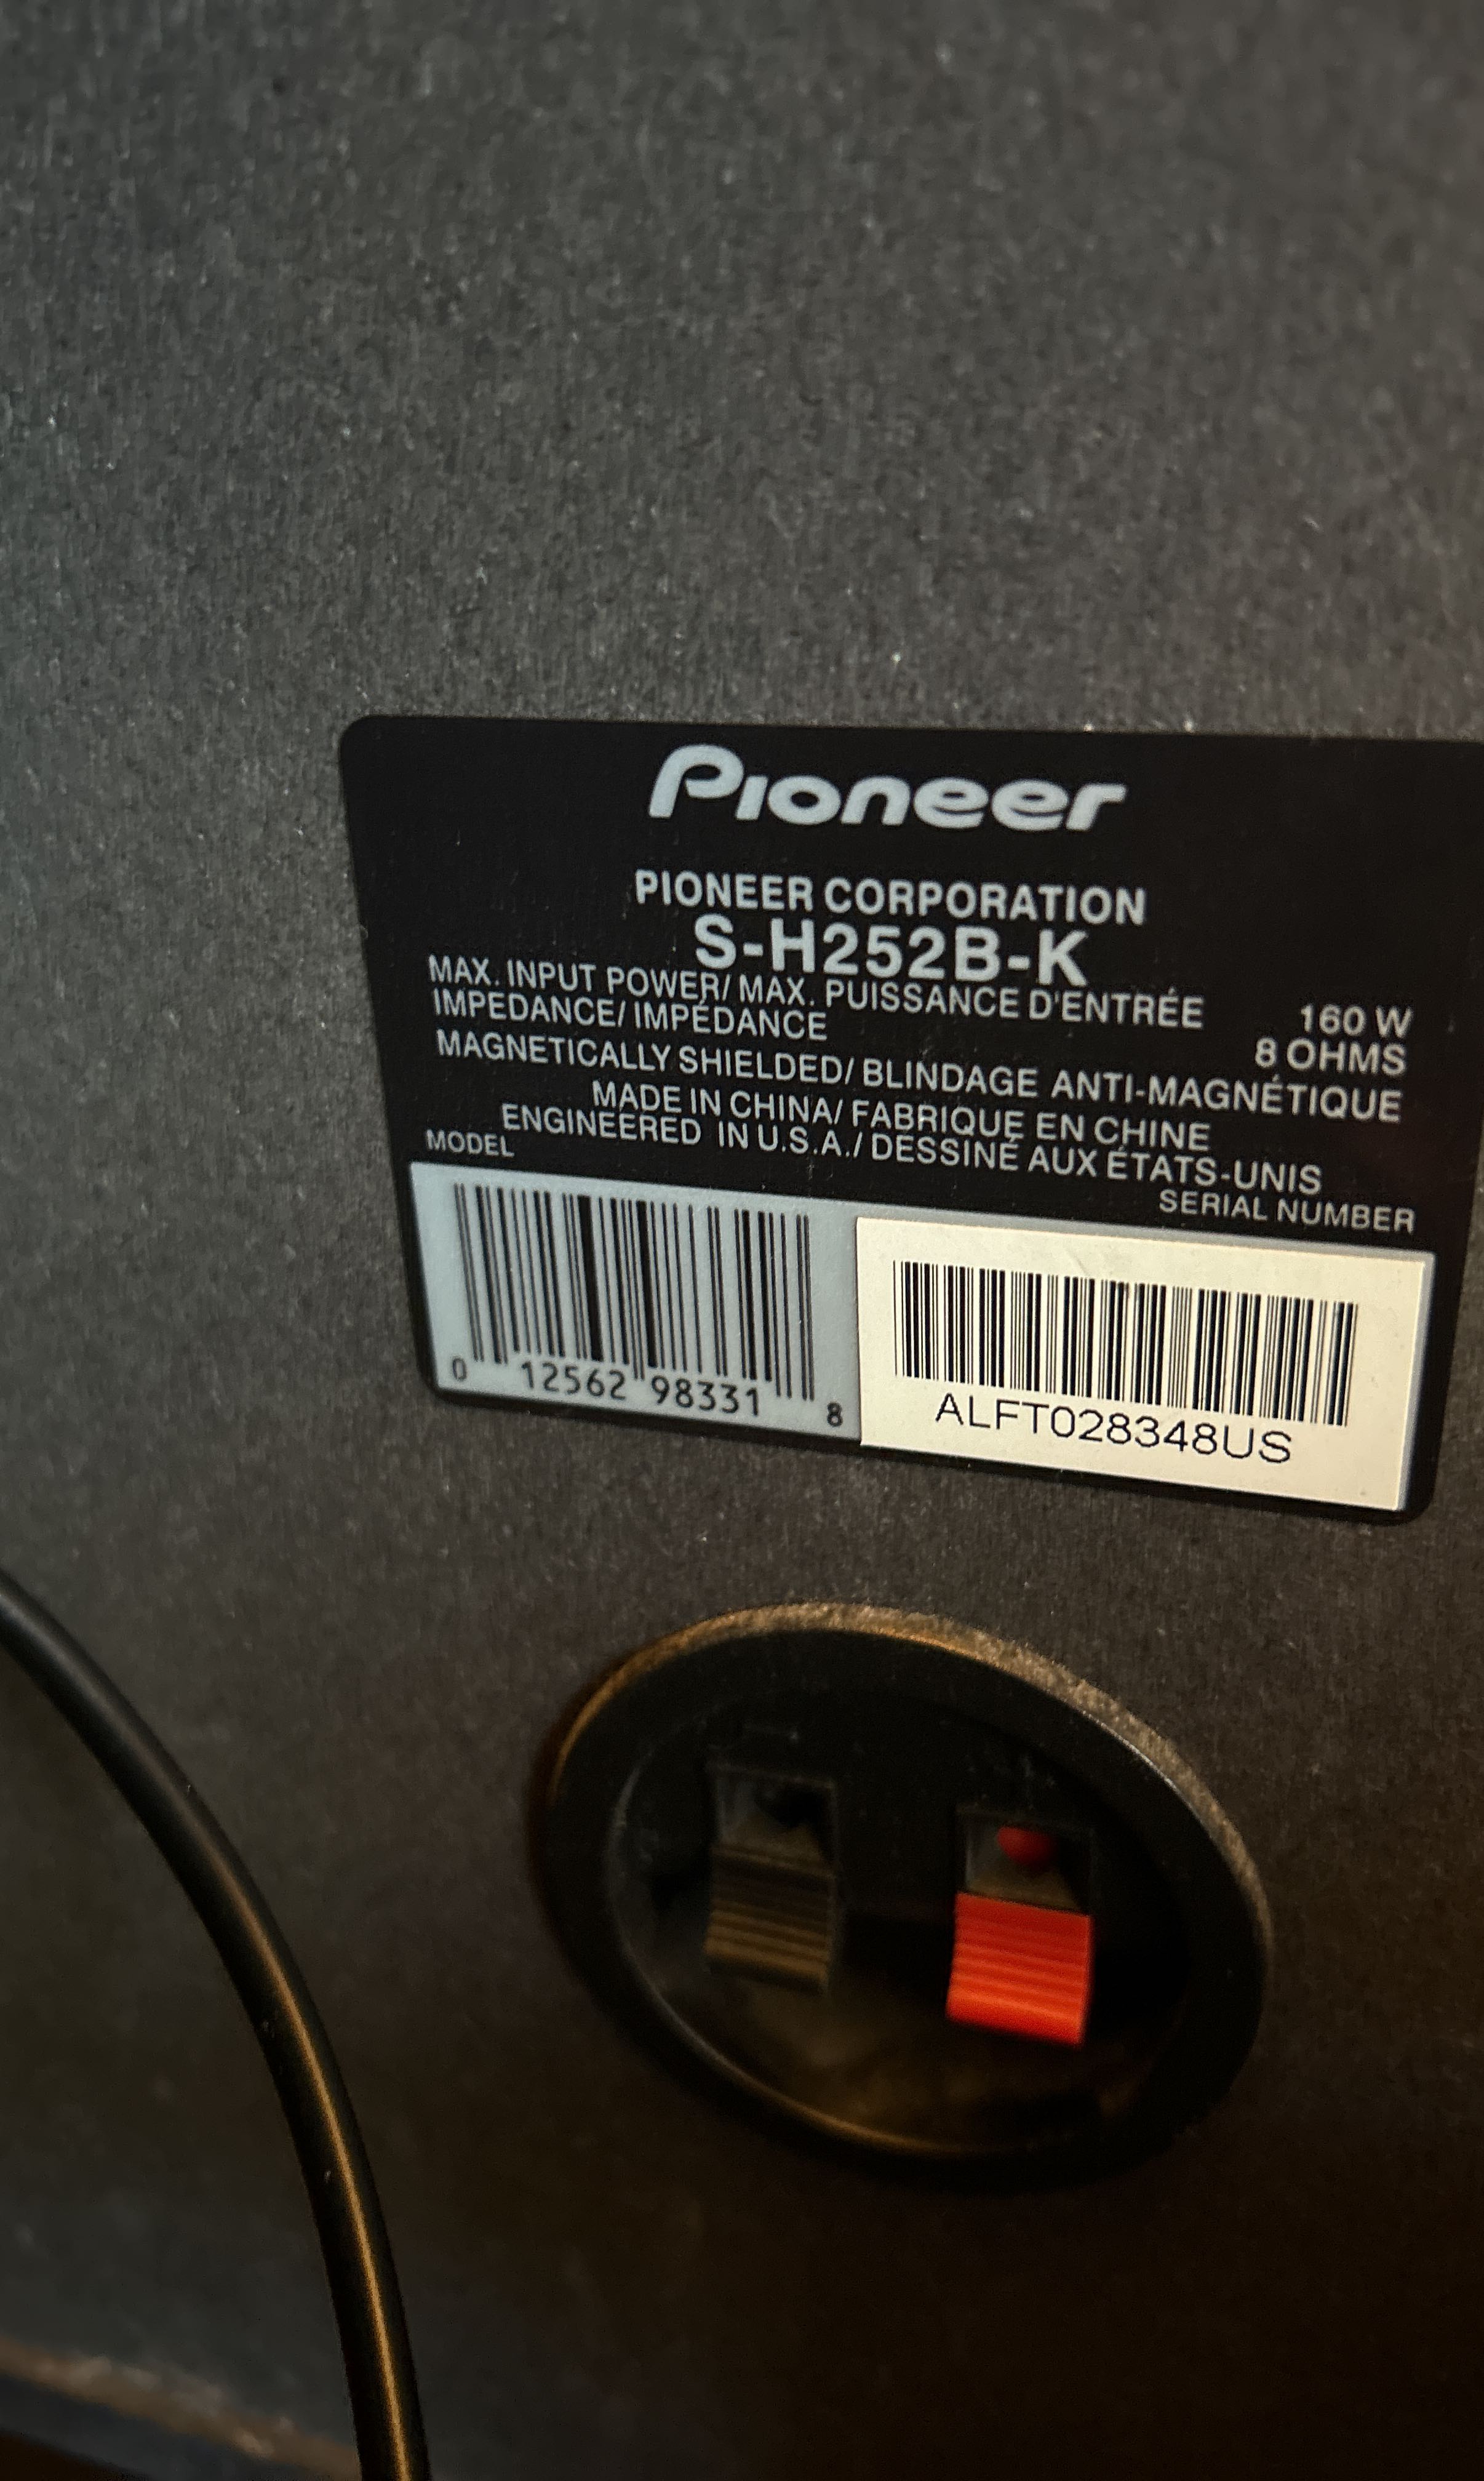 Pioneer
PIONEER CORPORATION
S-H252B-K
MAX. INPUT POWER/ MAX. PUISSANCE D'ENTRÉE 160 W
IMPEDANCE/ IMPÉDANCE 8 OHMS
MAGNETICALLY SHIELDED/ BLINDAGE ANTI-MAGNÉTIQUE
MADE IN CHINA/ FABRIQUE EN CHINE
ENGINEERED IN U.S.A./ DESSINÉ AUX ÉTATS-UNIS
MODEL SERIAL NUMBER
0 12562 98331 8
ALFT028348US